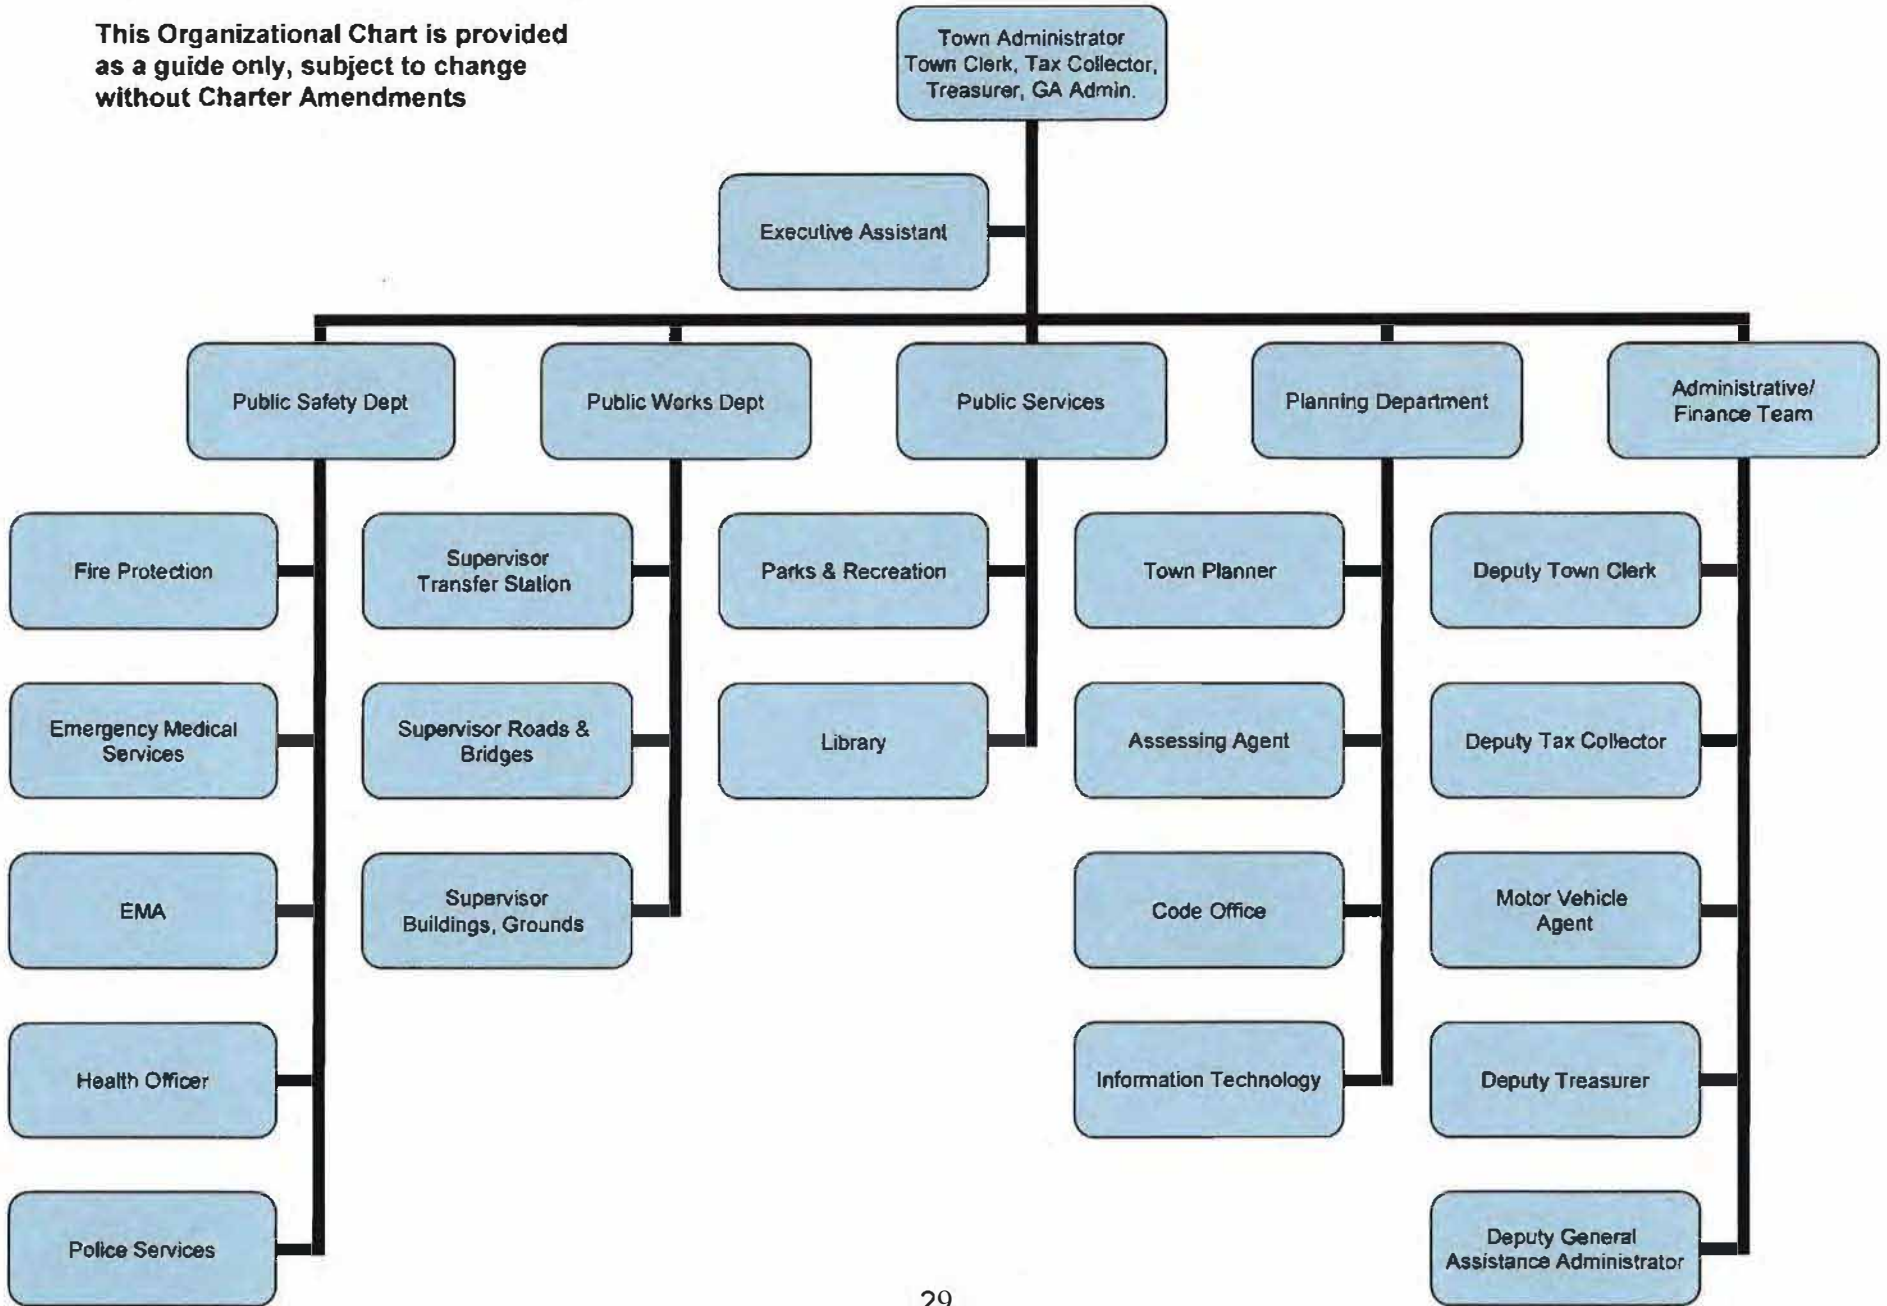 This Organizational Chart is provided
as a guide only, subject to change
without Charter Amendments
Town Administrator
Town Clerk, Tax Collector,
Treasurer, GA Admin.
Executive Assistant
Public Safety Dept
Public Works Dept
Public Services
Planning Department
Administrative/
Finance Team
Fire Protection
Supervisor
Transfer Station
Parks & Recreation
Town Planner
Deputy Town Clerk
Emergency Medical
Services
Supervisor Roads &
Bridges
Library
Assessing Agent
Deputy Tax Collector
EMA
Supervisor
Buildings, Grounds
Code Office
Motor Vehicle
Agent
Health Officer
Information Technology
Deputy Treasurer
Police Services
Deputy General
Assistance Administrator
29